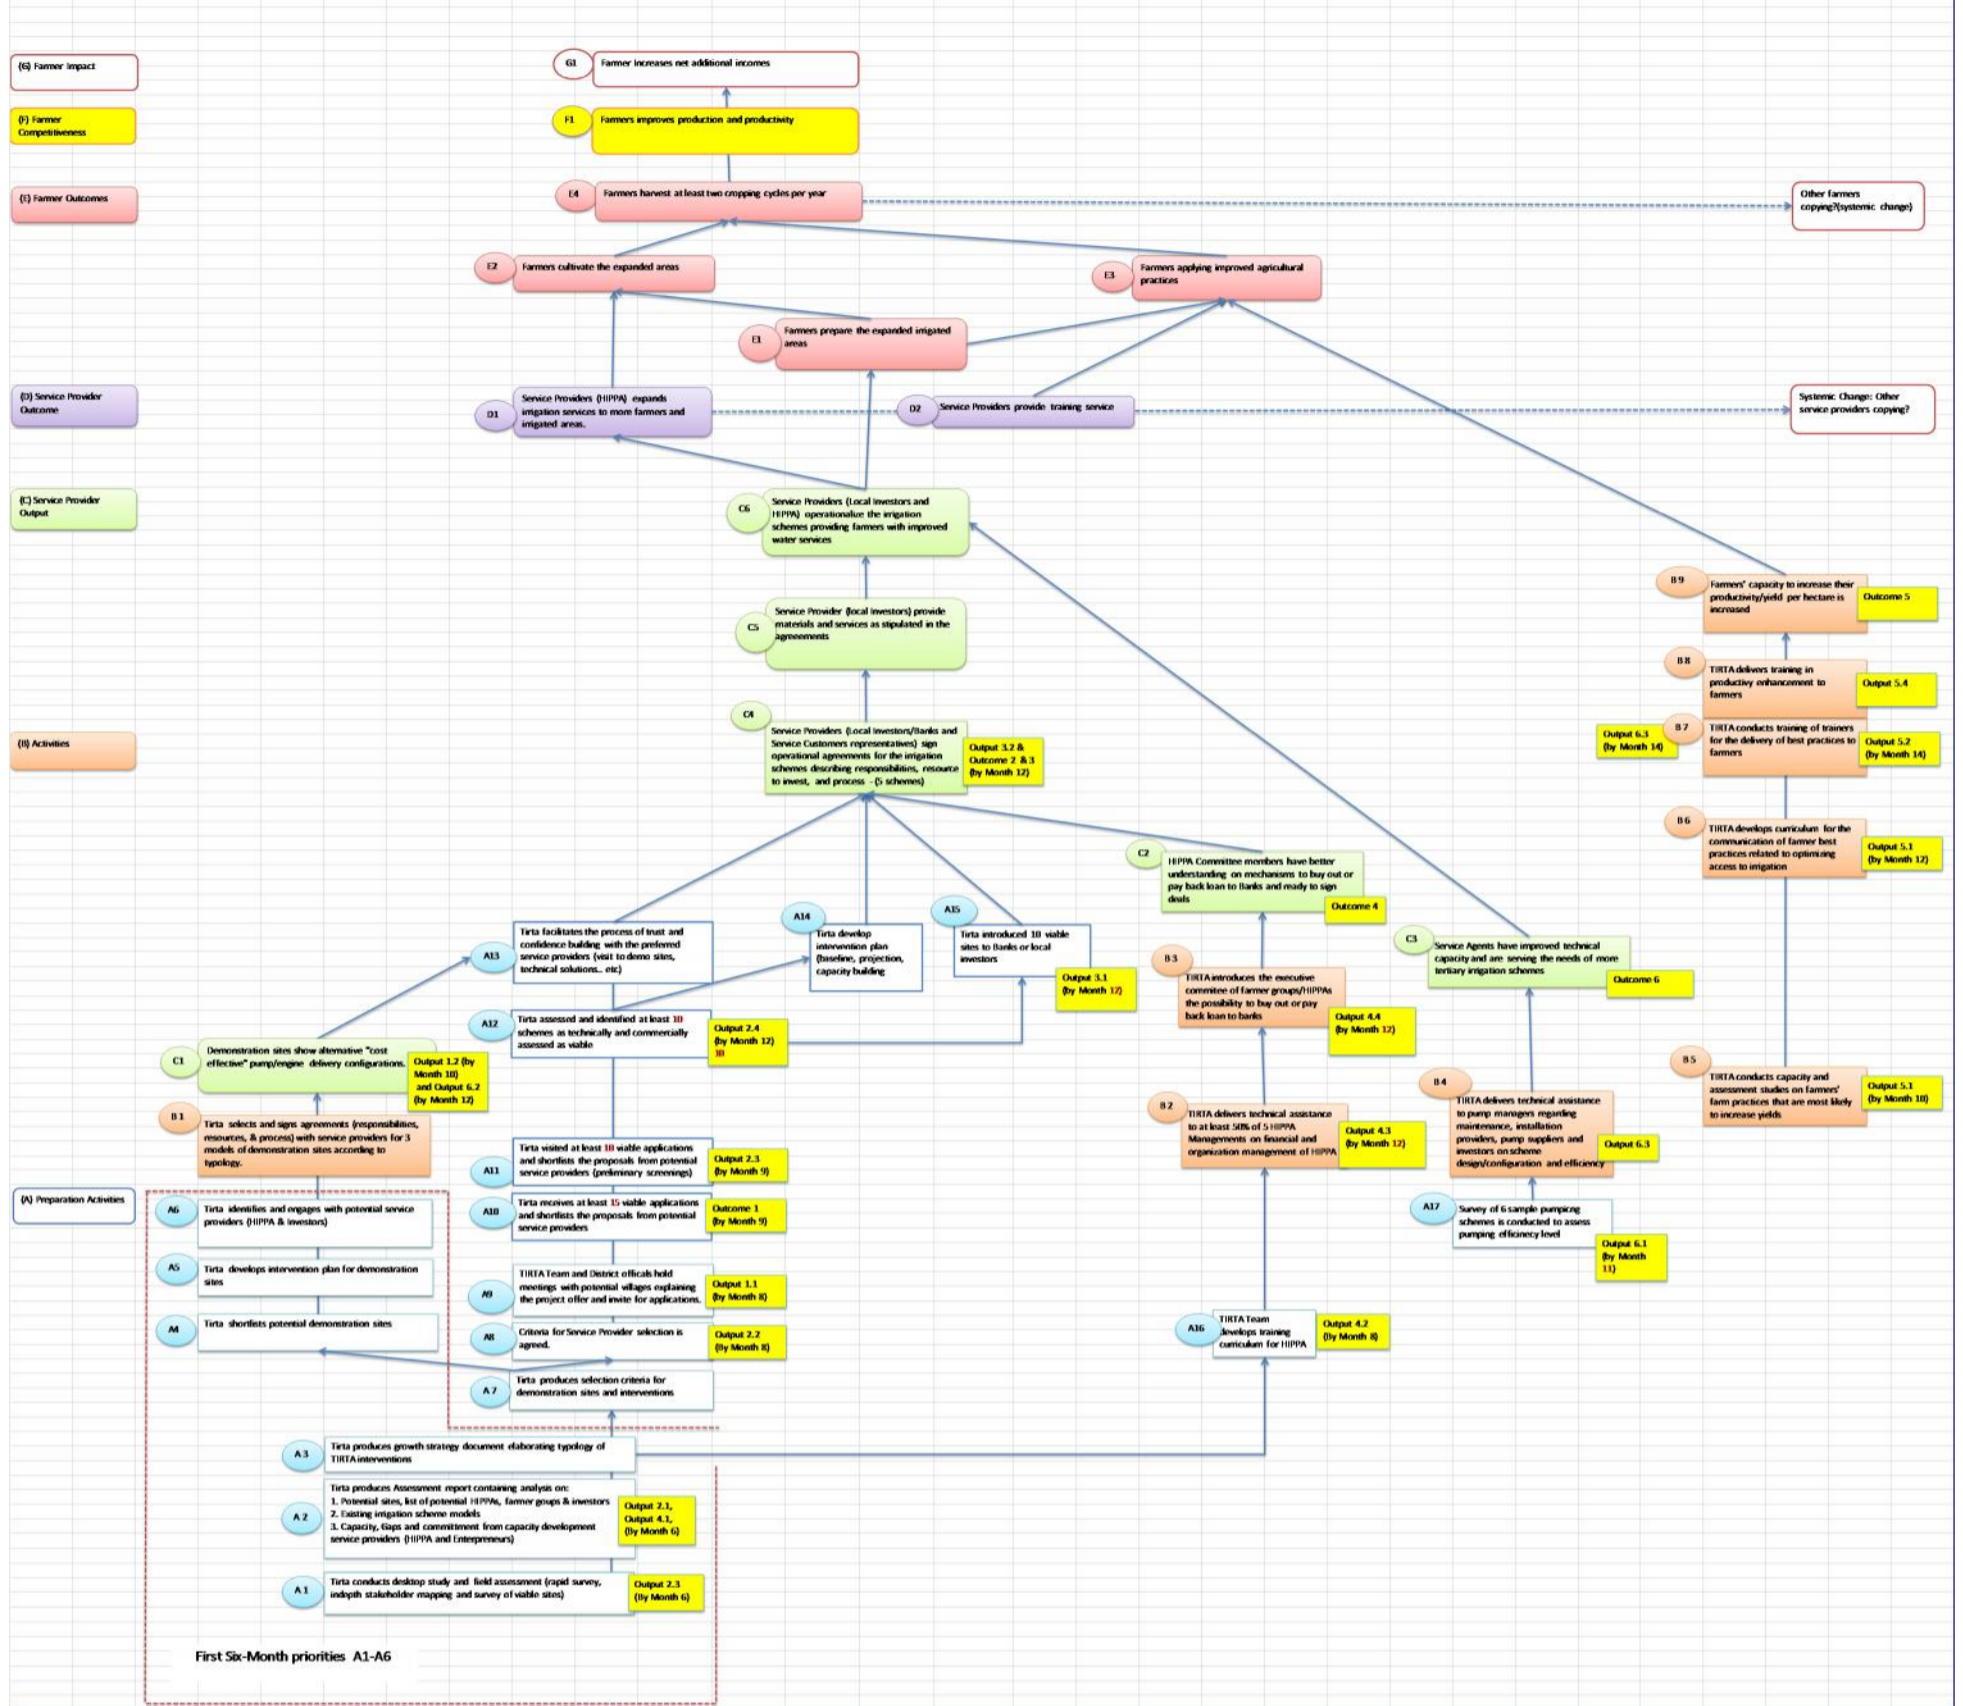 (G) Farmer Impact
G1
Farmer Increases net additional incomes
(F) Farmer
Competitiveness
F1
Farmers improves production and productivity
(E) Farmer Outcomes
E4
Farmers harvest at least two cropping cycles per year
Other farmers
copying?(systemic change)
E2
Farmers cultivate the expanded areas
E3
Farmers applying improved agricultural
practices
E1
Farmers prepare the expanded irrigated
areas
(D) Service Provider
Outcome
D1
Service Providers (HIPPA) expands
irrigation services to more farmers and
irrigated areas.
D2
Service Providers provide training service
Systemic Change: Other
service providers copying?
(C) Service Provider
Output
C6
Service Providers (Local Investors and
HIPPA) operationalize the irrigation
schemes providing farmers with improved
water services
B 9
Farmers' capacity to increase their
productivity/yield per hectare is
increased
Outcome 5
C5
Service Provider (local Investors) provide
materials and services as stipulated in the
agreeements
B 8
TIRTA delivers training in
productivy enhancement to
farmers
Output 5.4
(B) Activities
C4
Service Providers (Local Investors/Banks and
Service Customers representatives) sign
operational agreements for the irrigation
schemes describing responsibilities, resource
to invest, and process - (5 schemes)
Output 3.2 &
Outcome 2 & 3
(by Month 12)
Output 6.3
(by Month 14)
B 7
TIRTA conducts training of trainers
for the delivery of best practices to
farmers
Output 5.2
(by Month 14)
B 6
TIRTA develops curriculum for the
communication of farmer best
practices related to optimizing
access to irrigation
Output 5.1
(by Month 12)
C2
HIPPA Committee members have better
understanding on mechanisms to buy out or
pay back loan to Banks and ready to sign
deals
Outcome 4
A13
Tirta facilitates the process of trust and
confidence building with the preferred
service providers (visit to demo sites,
technical solutions.. etc)
A14
Tirta develop
intervention plan
(baseline, projection,
capacity building
A15
Tirta introduced 10 viable
sites to Banks or local
investors
Output 3.1
(by Month 12)
C3
Service Agents have improved technical
capacity and are serving the needs of more
tertiary irrigation schemes
Outcome 6
B 3
TIRTA introduces the executive
commitee of farmer groups/HIPPAs
the possibility to buy out or pay
back loan to banks
Output 4.4
(by Month 12)
A12
Tirta assessed and identified at least 10
schemes as technically and commercially
assessed as viable
Output 2.4
(by Month 12)
10
C1
Demonstration sites show alternative "cost
effective" pump/engine delivery configurations.
Output 1.2 (by
Month 10)
and Output 6.2
(by Month 12)
B 5
TIRTA conducts capacity and
assessment studies on farmers'
farm practices that are most likely
to increase yields
Output 5.1
(by Month 10)
B 4
TIRTA delivers technical assistance
to pump managers regarding
maintenance, installation
providers, pump suppliers and
investors on scheme
design/configuration and efficiency
Output 6.3
B 1
Tirta selects and signs agreements (responsibilities,
resources, & process) with service providers for 3
models of demonstration sites according to
typology.
B 2
TIRTA delivers technical assistance
to at least 50% of 5 HIPPA
Managements on financial and
organization management of HIPPA
Output 4.3
(by Month 12)
A11
Tirta visited at least 10 viable applications
and shortlists the proposals from potential
service providers (preliminary screenings)
Output 2.3
(by Month 9)
(A) Preparation Activities
A6
Tirta identifies and engages with potential service
providers (HIPPA & Investors)
A10
Tirta receives at least 15 viable applications
and shortlists the proposals from potential
service providers
Outcome 1
(by Month 9)
A17
Survey of 6 sample pumpicng
schemes is conducted to assess
pumping efficinecy level
Output 6.1
(by Month
11)
A5
Tirta develops intervention plan for demonstration
sites
A9
TIRTA Team and District officals hold
meetings with potential villages explaining
the project offer and invite for applications.
Output 1.1
(by Month 8)
A4
Tirta shortlists potential demonstration sites
A8
Criteria for Service Provider selection is
agreed.
Output 2.2
(By Month 8)
A16
TIRTA Team
develops training
curriculum for HIPPA
Output 4.2
(By Month 8)
A 7
Tirta produces selection criteria for
demonstration sites and interventions
A 3
Tirta produces growth strategy document elaborating typology of
TIRTA interventions
A 2
Tirta produces Assessment report containing analysis on:
1. Potential sites, list of potential HIPPAs, farmer goups & investors
2. Existing irrigation scheme models
3. Capacity, Gaps and committment from capacity development
service providers (HIPPA and Enterpreneurs)
Output 2.1,
Output 4.1,
(By Month 6)
A 1
Tirta conducts desktop study and field assessment (rapid survey,
indepth stakeholder mapping and survey of viable sites)
Output 2.3
(By Month 6)
First Six-Month priorities A1-A6